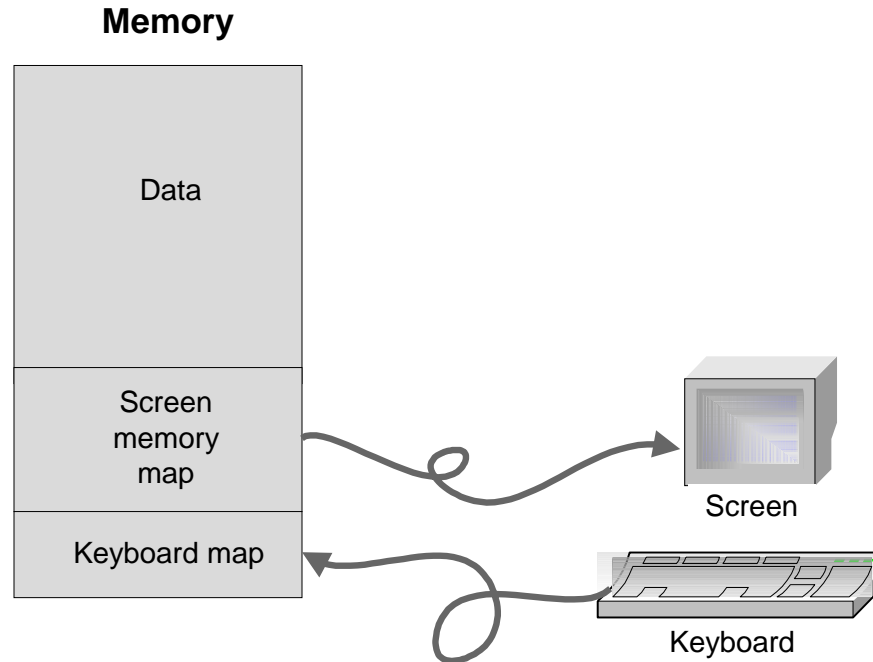 Memory
Data
Screen
memory
map
Keyboard map
Screen
Keyboard